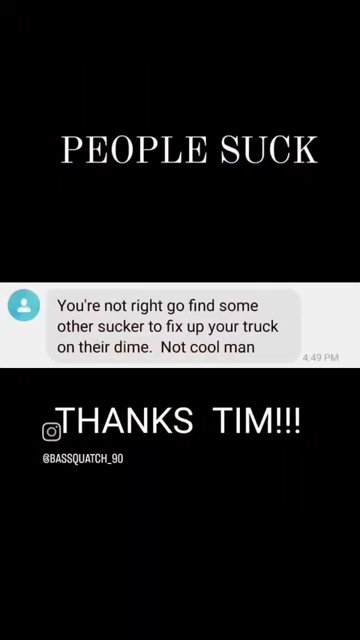 PEOPLE SUCK
You're not right go find some
other sucker to fix up your truck
on their dime.  Not cool man
4:49 PM
THANKS  TIM!!!
@BASSQUATCH_90